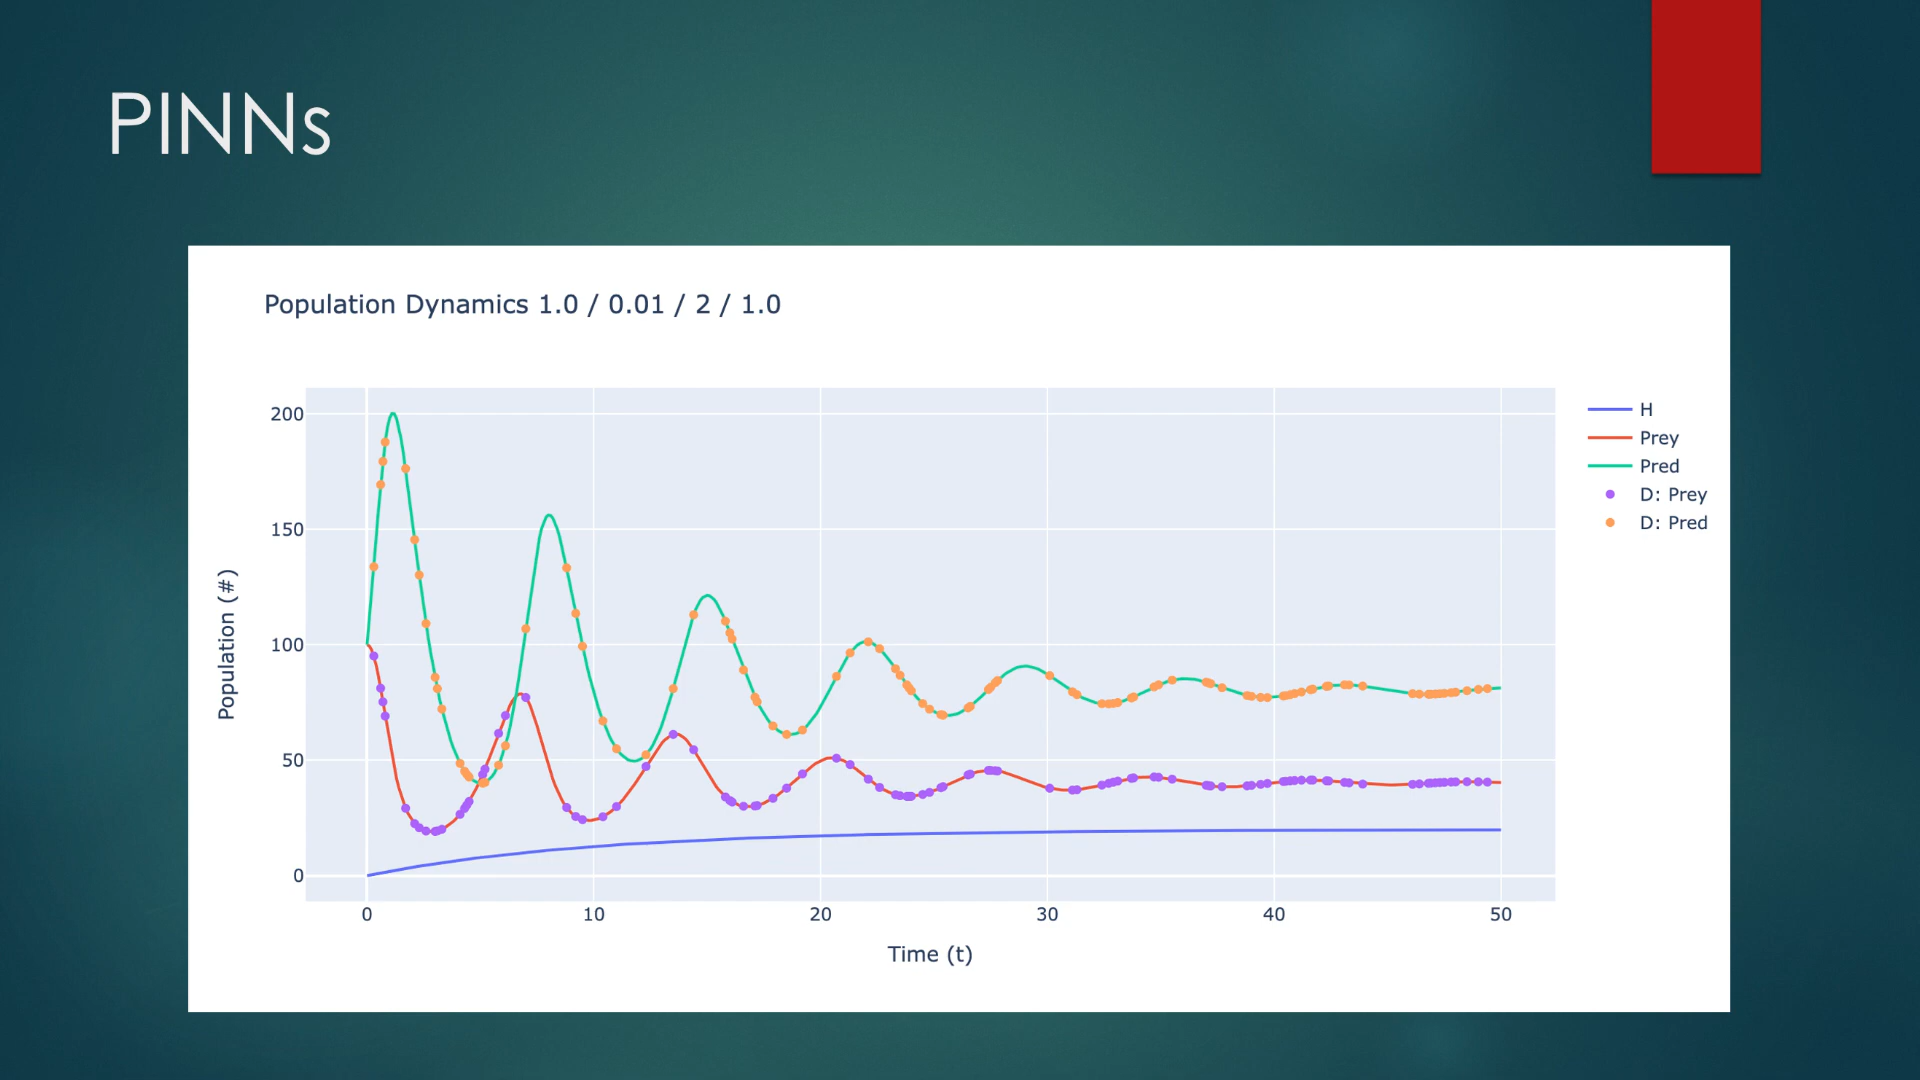 PINNs
Population Dynamics 1.0 / 0.01 / 2 / 1.0
H
Prey
Pred
D: Prey
D: Pred
200
150
100
50
0
Population (#)
0 10 20 30 40 50
Time (t)